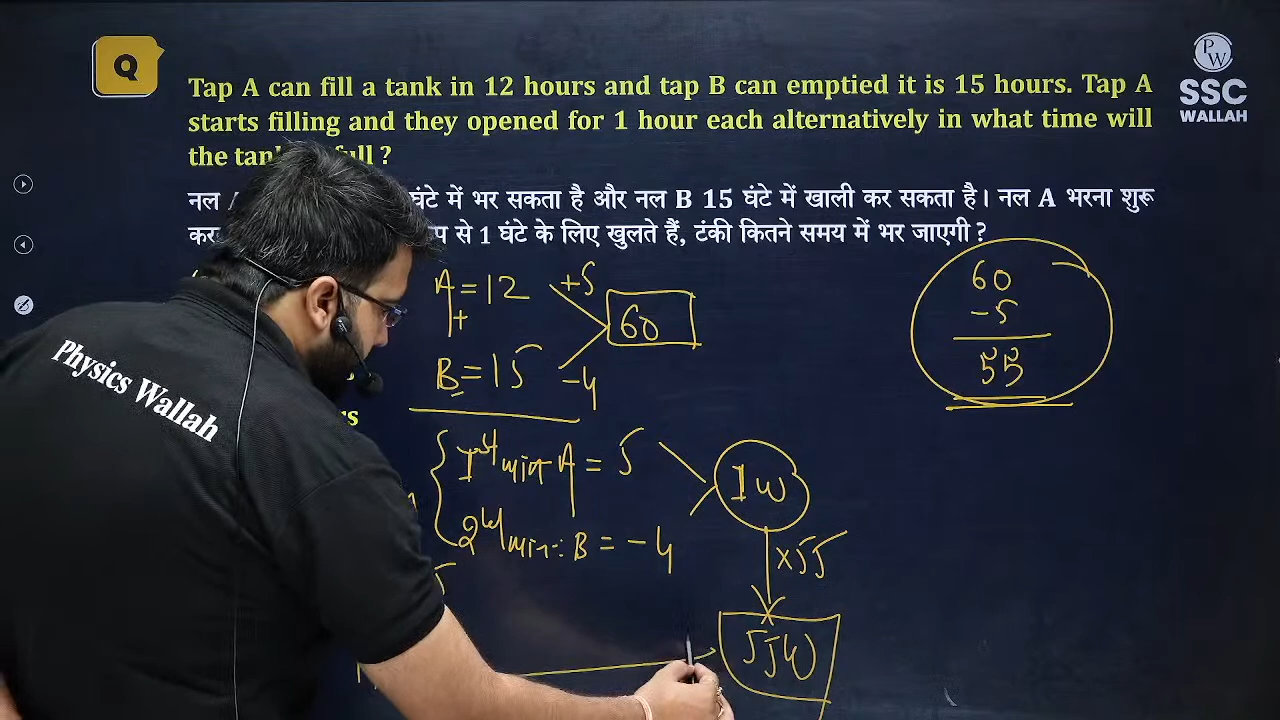 Q
PW
SSC
WALLAH
Tap A can fill a tank in 12 hours and tap B can emptied it is 15 hours. Tap A
starts filling and they opened for 1 hour each alternatively in what time will
the tan full ?
नल घंटे में भर सकता है और नल B 15 घंटे में खाली कर सकता है। नल A भरना शुरू
कर प से 1 घंटे के लिए खुलते हैं, टंकी कितने समय में भर जाएगी ?
A = 12 +5
+
60
B = 15 -4
60
-5
55
1st min A = 5
1w
2nd min: B = -4
x55
55W
Physics Wallah